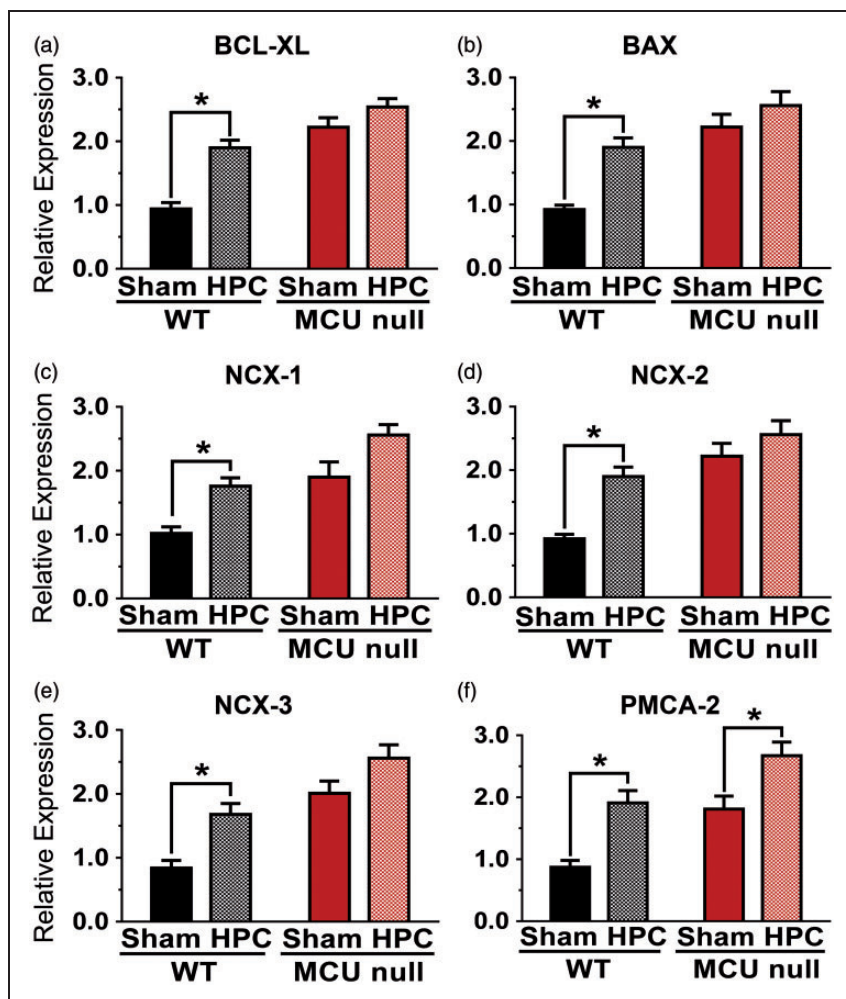 (a) BCL-XL
Relative Expression
3.0
*
2.0
1.0
0.0
Sham HPC Sham HPC
WT MCU null
(b) BAX
3.0
*
2.0
1.0
0.0
Sham HPC Sham HPC
WT MCU null
(c) NCX-1
Relative Expression
3.0
*
2.0
1.0
0.0
Sham HPC Sham HPC
WT MCU null
(d) NCX-2
3.0
*
2.0
1.0
0.0
Sham HPC Sham HPC
WT MCU null
(e) NCX-3
Relative Expression
3.0
*
2.0
1.0
0.0
Sham HPC Sham HPC
WT MCU null
(f) PMCA-2
*
3.0
*
2.0
1.0
0.0
Sham HPC Sham HPC
WT MCU null